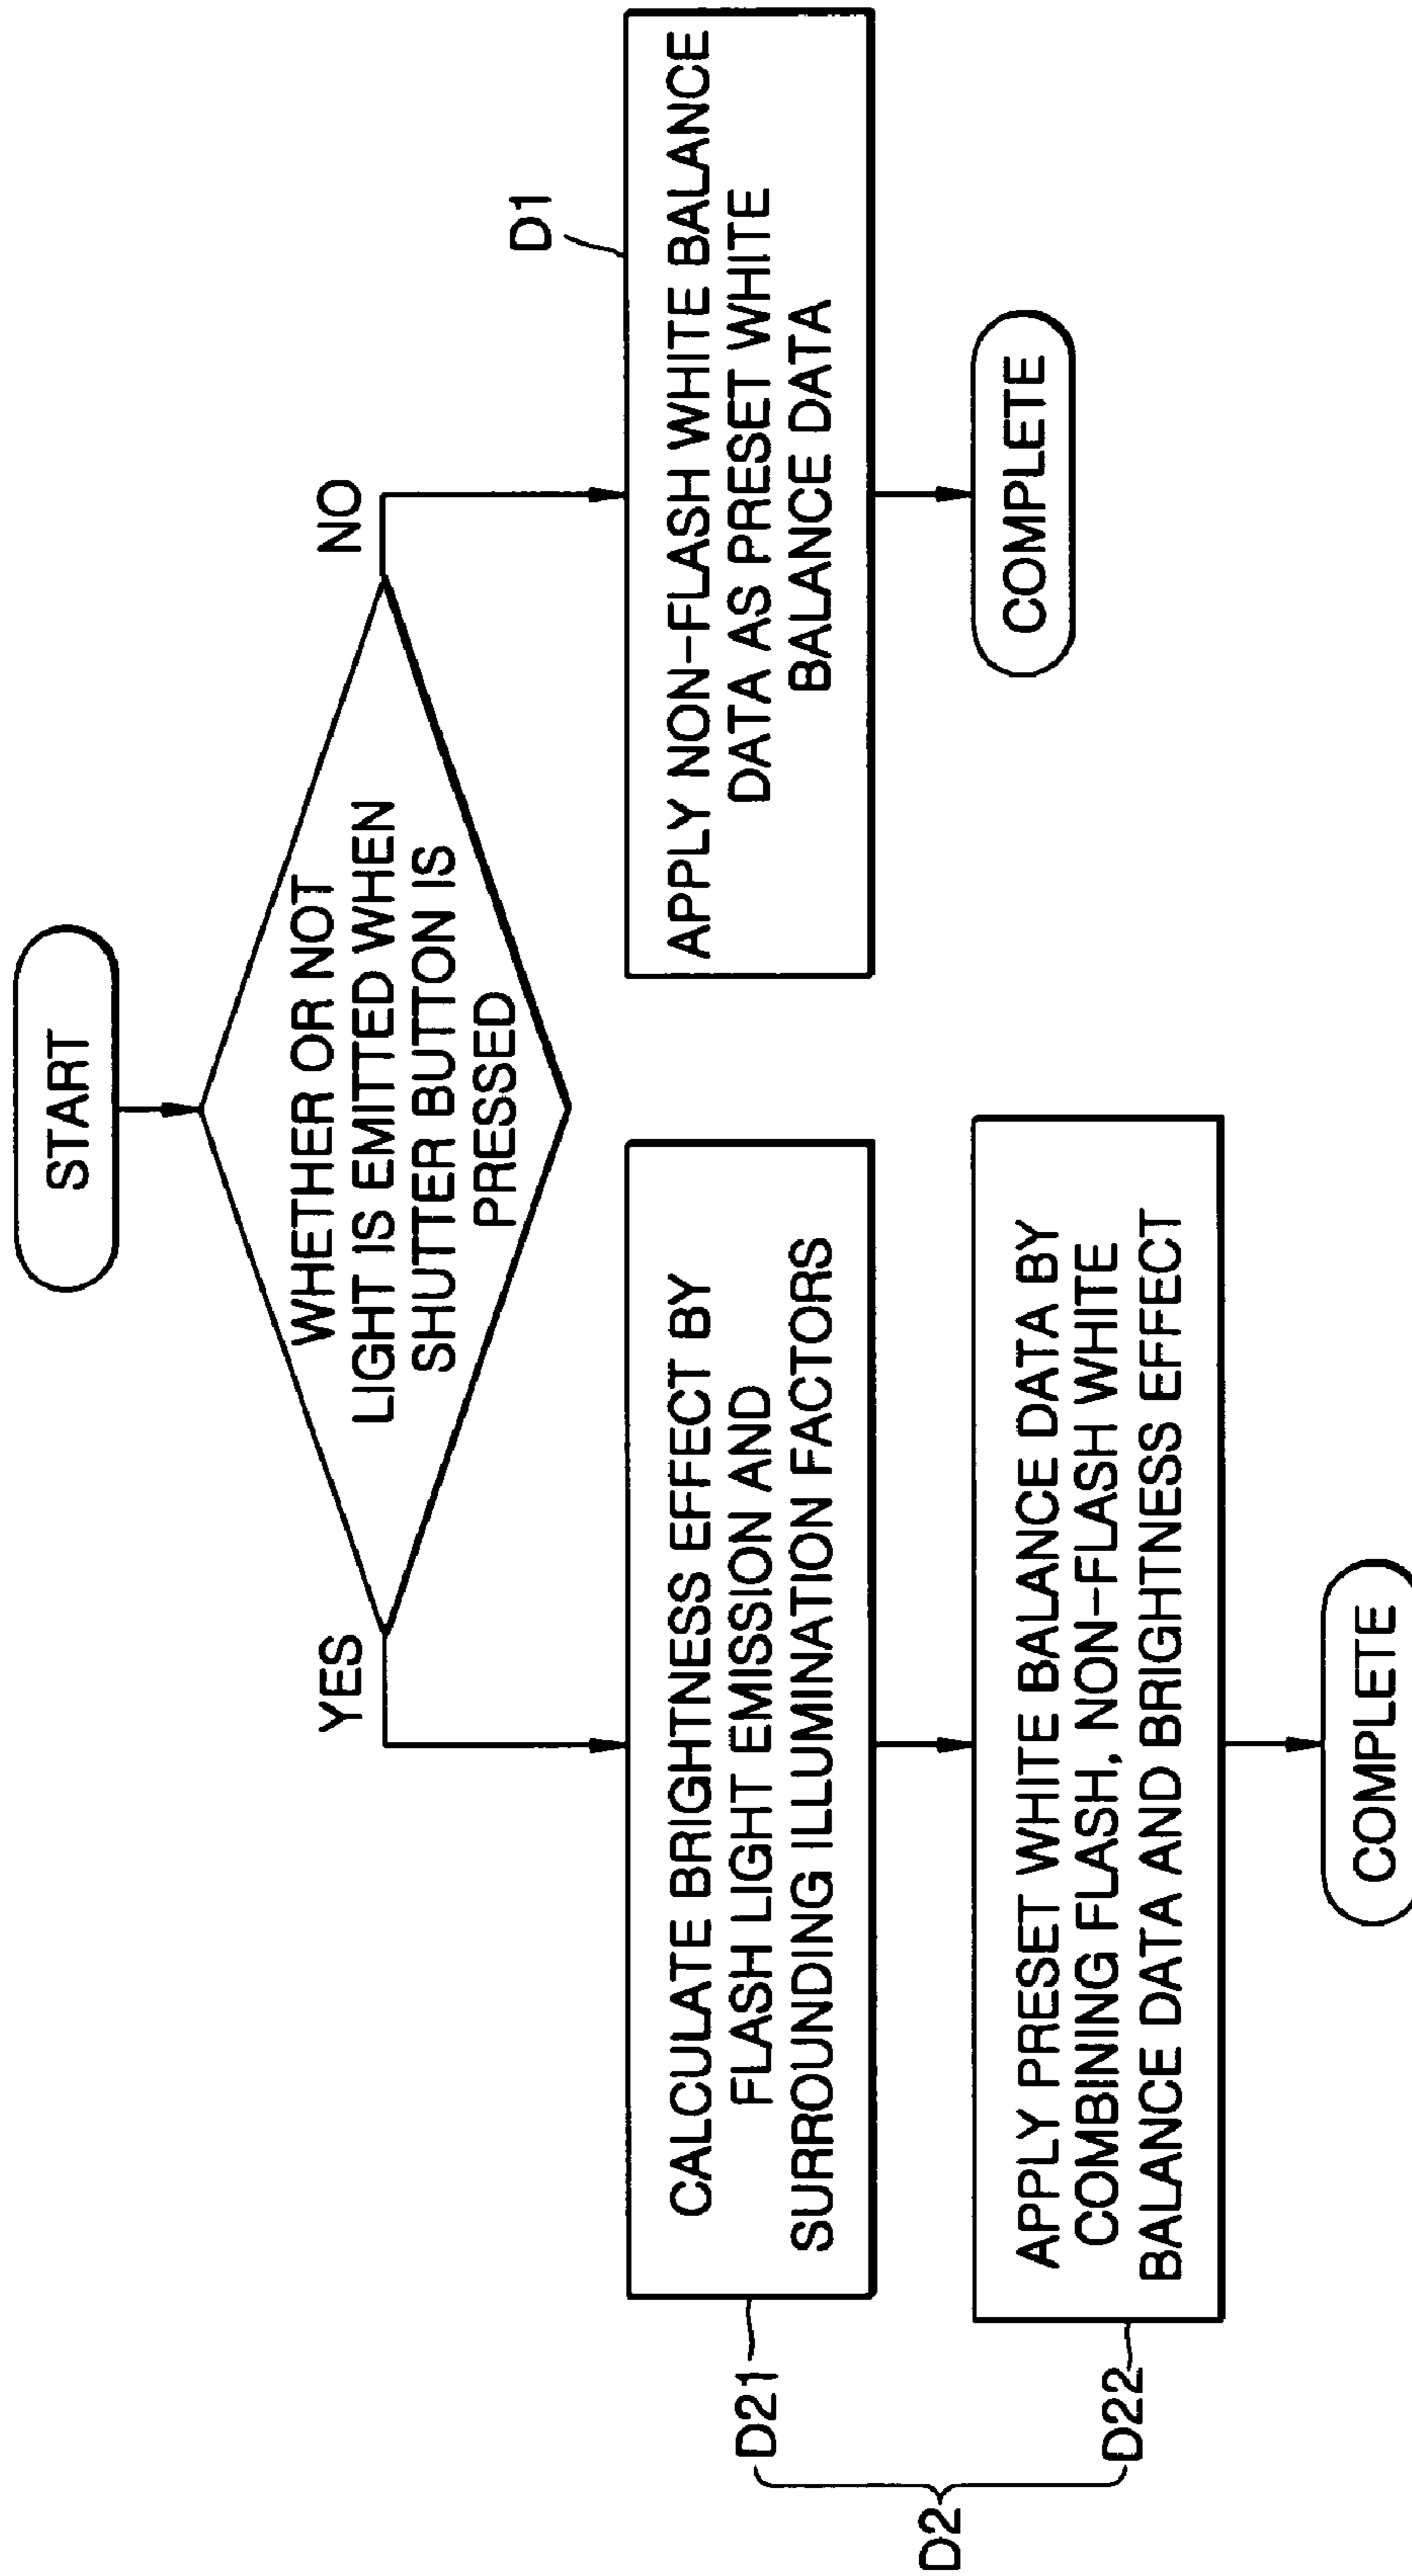 START
WHETHER OR NOT
LIGHT IS EMITTED WHEN
SHUTTER BUTTON IS
PRESSED
YES
NO
D1
CALCULATE BRIGHTNESS EFFECT BY
FLASH LIGHT EMISSION AND
SURROUNDING ILLUMINATION FACTORS
D21
APPLY NON-FLASH WHITE BALANCE
DATA AS PRESET WHITE
BALANCE DATA
D2
APPLY PRESET WHITE BALANCE DATA BY
COMBINING FLASH, NON-FLASH WHITE
BALANCE DATA AND BRIGHTNESS EFFECT
D22
COMPLETE
COMPLETE